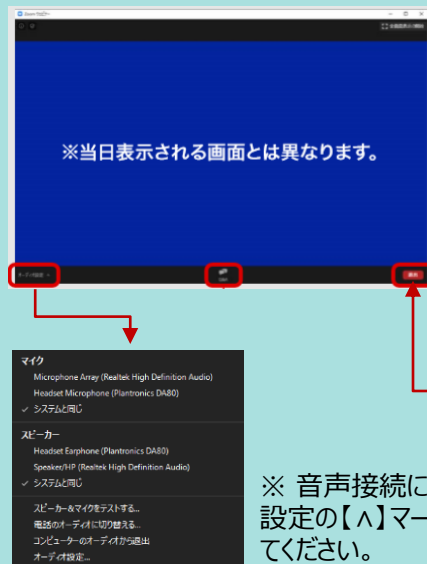 ※当日表示される画面とは異なります。
マイク
Microphone Array (Realtek High Definition Audio)
Headset Microphone (Plantronics DA80)
✓ システムと同じ
スピーカー
Headset Earphone (Plantronics DA80)
Speaker/HP (Realtek High Definition Audio)
✓ システムと同じ
スピーカー&マイクをテストする...
電話のオーディオに切り替える...
コンピューターのオーディオから退出
オーディオ設定...
※ 音声接続に
設定の【∧】マー
てください。